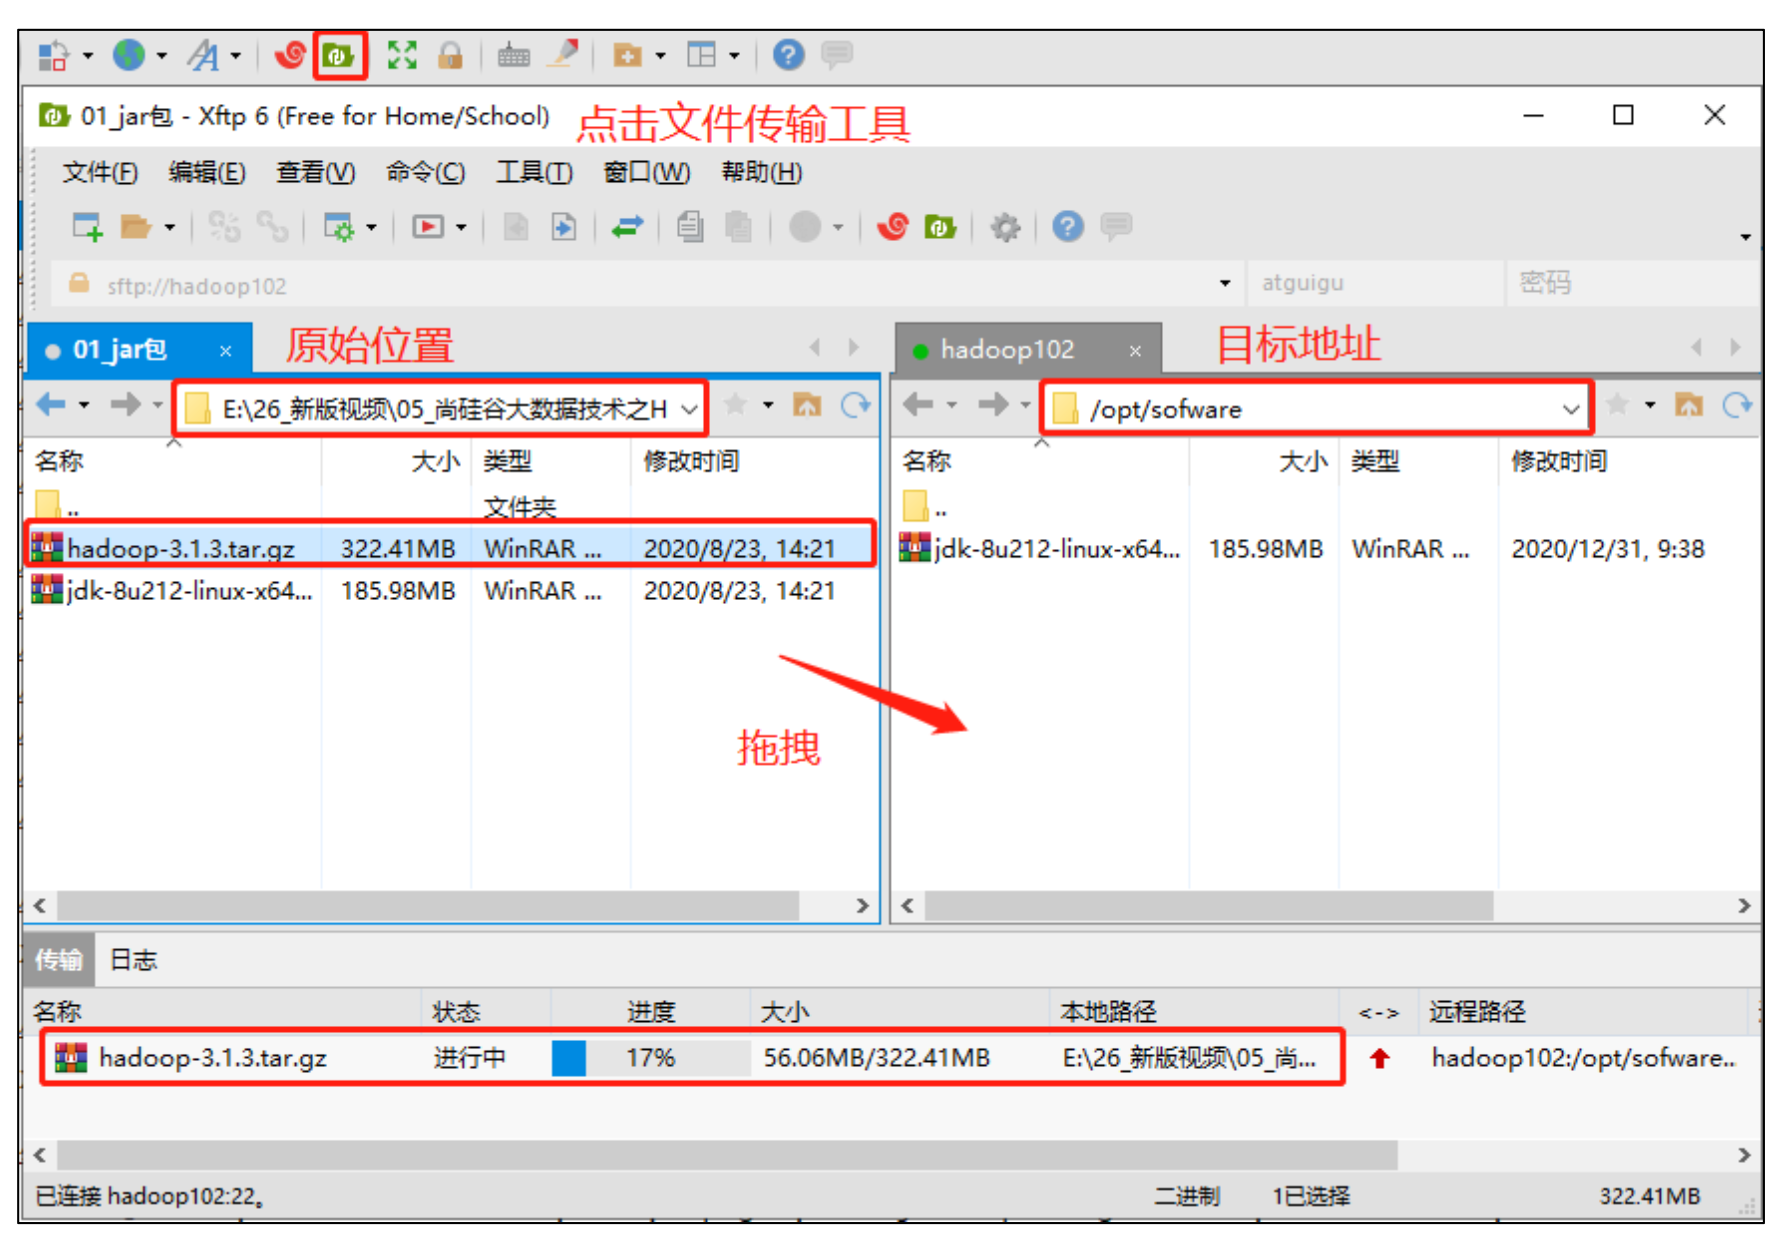 01_jar包 - Xftp 6 (Free for Home/School)
点击文件传输工具
文件(F) 编辑(E) 查看(V) 命令(C) 工具(T) 窗口(W) 帮助(H)
sftp://hadoop102 atguigu 密码
01_jar包 × 原始位置 hadoop102 × 目标地址
E:\26_新版视频\05_尚硅谷大数据技术之H /opt/sofware
名称 大小 类型 修改时间 名称 大小 类型 修改时间
.. 文件夹 ..
hadoop-3.1.3.tar.gz 322.41MB WinRAR ... 2020/8/23, 14:21 jdk-8u212-linux-x64... 185.98MB WinRAR ... 2020/12/31, 9:38
jdk-8u212-linux-x64... 185.98MB WinRAR ... 2020/8/23, 14:21
拖拽
传输 日志
名称 状态 进度 大小 本地路径 <-> 远程路径
hadoop-3.1.3.tar.gz 进行中 17% 56.06MB/322.41MB E:\26_新版视频\05_尚... hadoop102:/opt/sofware..
已连接 hadoop102:22。 二进制 1已选择 322.41MB